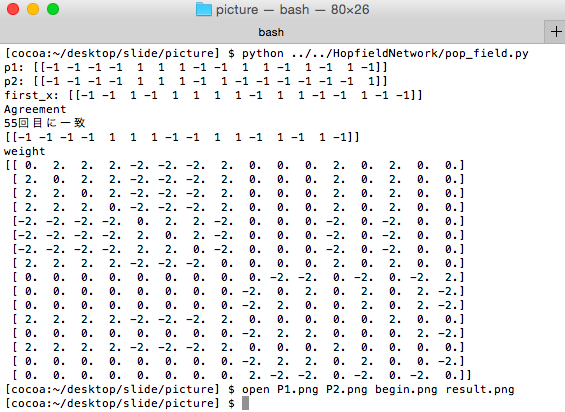 picture — bash — 80×26
bash
[cocoa:~/desktop/slide/picture] $ python ../../HopfieldNetwork/pop_field.py
p1: [[-1 -1 -1 -1  1  1  1 -1 -1  1  1 -1  1 -1  1 -1]]
p2: [[-1 -1 -1 -1  1  1  1 -1  1 -1 -1 -1 -1 -1 -1  1]]
first_x: [[-1 -1  1 -1  1  1  1  1  1 -1  1  1 -1  1 -1 -1]]
Agreement
55回目に一致
[[-1 -1 -1 -1  1  1  1 -1 -1  1  1 -1  1 -1  1 -1]]
weight
[[ 0.  2.  2.  2. -2. -2. -2.  2.  0.  0.  0.  2.  0.  2.  0.  0.]
 [ 2.  0.  2.  2. -2. -2. -2.  2.  0.  0.  0.  2.  0.  2.  0.  0.]
 [ 2.  2.  0.  2. -2. -2. -2.  2.  0.  0.  0.  2.  0.  2.  0.  0.]
 [ 2.  2.  2.  0. -2. -2. -2.  2.  0.  0.  0.  2.  0.  2.  0.  0.]
 [-2. -2. -2. -2.  0.  2.  2. -2.  0.  0.  0. -2.  0. -2.  0.  0.]
 [-2. -2. -2. -2.  2.  0.  2. -2.  0.  0.  0. -2.  0. -2.  0.  0.]
 [-2. -2. -2. -2.  2.  2.  0. -2.  0.  0.  0. -2.  0. -2.  0.  0.]
 [ 2.  2.  2.  2. -2. -2. -2.  0.  0.  0.  0.  2.  0.  2.  0.  0.]
 [ 0.  0.  0.  0.  0.  0.  0.  0.  0. -2. -2.  0. -2.  0. -2.  2.]
 [ 0.  0.  0.  0.  0.  0.  0.  0. -2.  0.  2.  0.  2.  0.  2. -2.]
 [ 0.  0.  0.  0.  0.  0.  0.  0. -2.  2.  0.  0.  2.  0.  2. -2.]
 [ 2.  2.  2.  2. -2. -2. -2.  2.  0.  0.  0.  0.  0.  2.  0.  0.]
 [ 0.  0.  0.  0.  0.  0.  0.  0. -2.  2.  2.  0.  0.  0.  2. -2.]
 [ 2.  2.  2.  2. -2. -2. -2.  2.  0.  0.  0.  2.  0.  0.  0.  0.]
 [ 0.  0.  0.  0.  0.  0.  0.  0. -2.  2.  2.  0.  2.  0.  0. -2.]
 [ 0.  0.  0.  0.  0.  0.  0.  0.  2. -2. -2.  0. -2.  0. -2.  0.]]
[cocoa:~/desktop/slide/picture] $ open P1.png P2.png begin.png result.png
[cocoa:~/desktop/slide/picture] $